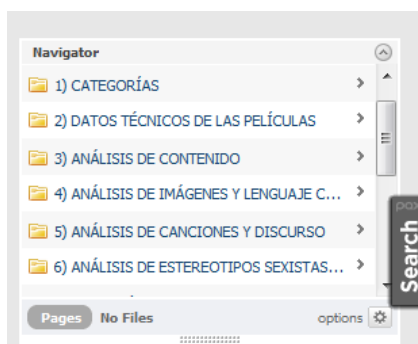 Navigator
1) CATEGORÍAS
2) DATOS TÉCNICOS DE LAS PELÍCULAS
3) ANÁLISIS DE CONTENIDO
4) ANÁLISIS DE IMÁGENES Y LENGUAJE C...
5) ANÁLISIS DE CANCIONES Y DISCURSO
6) ANÁLISIS DE ESTEREOTIPOS SEXISTAS...
Pages No Files options
Search